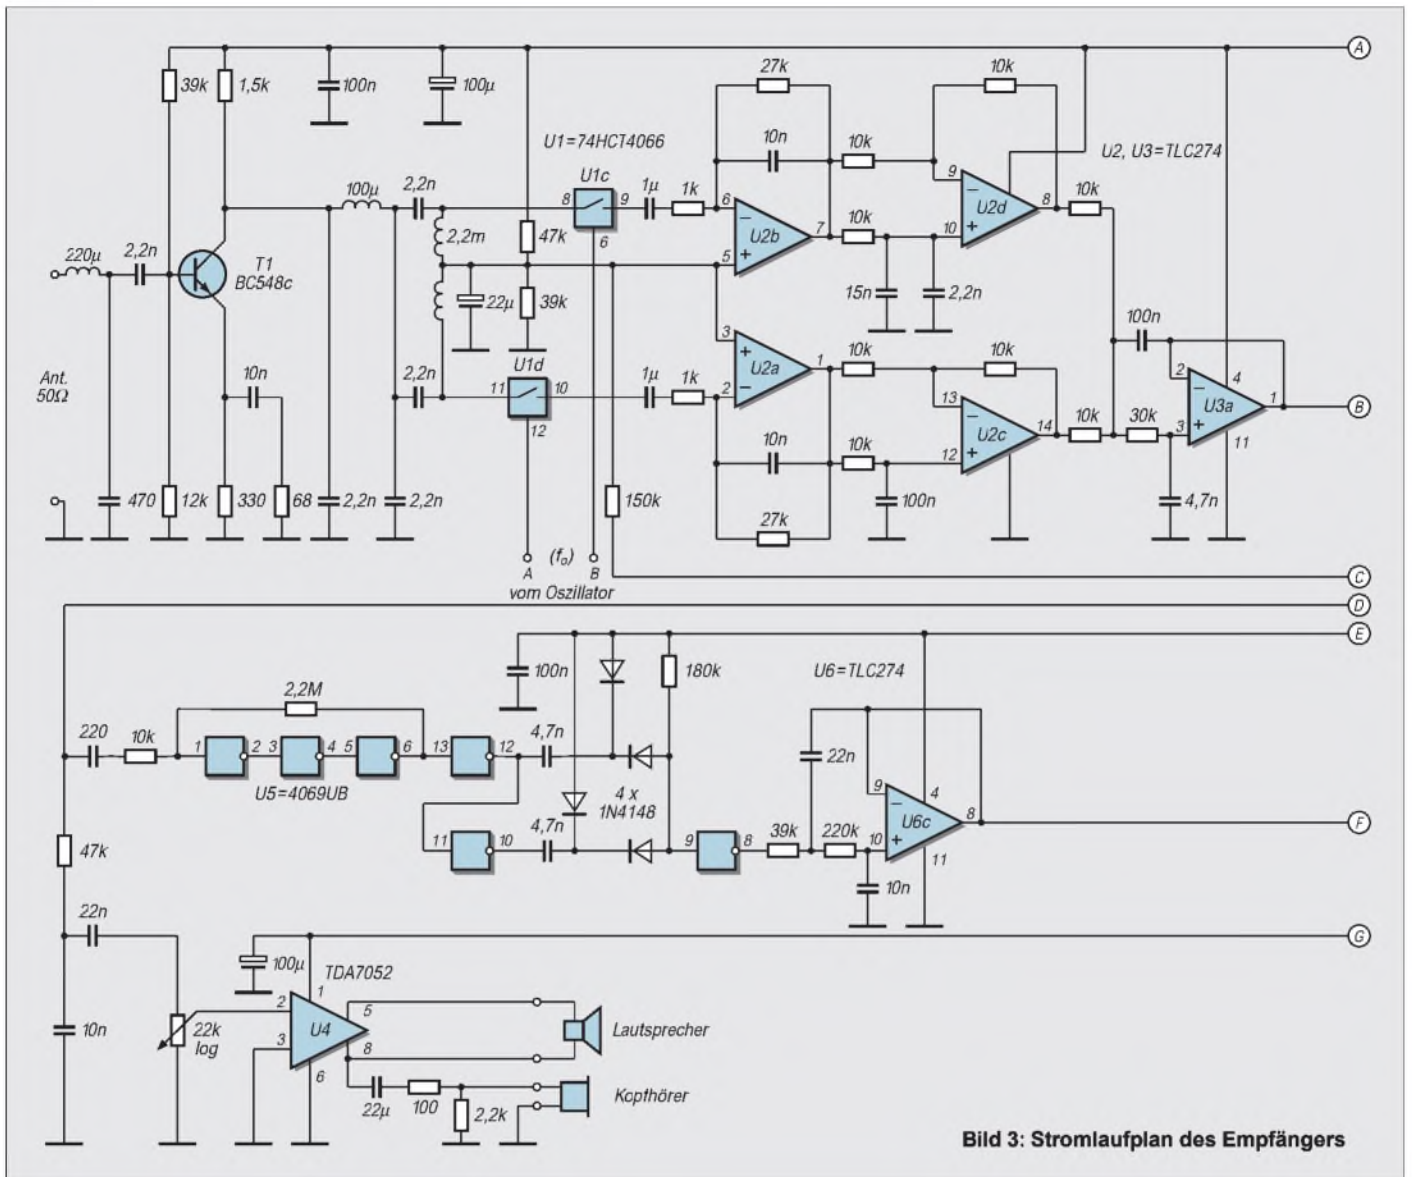 A
39k
1,5k
100n
100µ
27k
10k
U1=74HCT4066
10n
10k
U2, U3=TLC274
U1c
8
9
1µ
1k
6
U2b
7
5
9
U2d
8
10
10k
10k
100µ
2,2n
2,2m
47k
6
220µ
2,2n
T1
BC548c
22µ
39k
15n
2,2n
100n
Ant.
50Ω
10n
2,2n
U1d
11
10
12
1µ
1k
3
U2a
1
2
10k
10k
13
U2c
14
12
10k
30k
2
U3a
4
1
3
11
B
470
12k
330
68
2,2n
2,2n
150k
10n
10k
27k
100n
4,7n
A
(fo)
B
vom Oszillator
C
D
E
100n
180k
U6=TLC274
2,2M
220
10k
1
2
3
4
5
6
13
12
4,7n
22n
U5=4069UB
4 x
1N4148
9
U6c
4
8
10
11
F
11
10
4,7n
9
8
39k
220k
10n
47k
22n
G
100µ
TDA7052
1
2
U4
5
3
8
6
10n
22k
log
Lautsprecher
22µ
100
2,2k
Kopthörer
Bild 3: Stromlaufplan des Empfängers